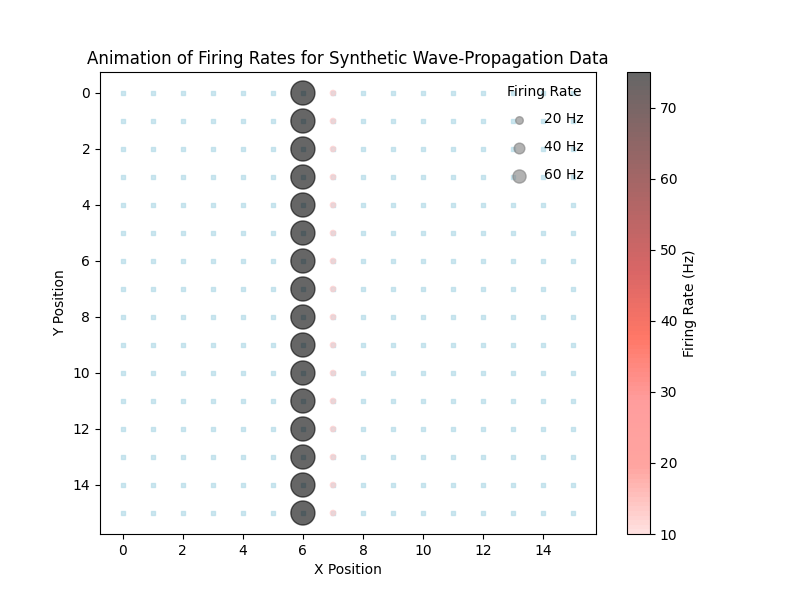 Animation of Firing Rates for Synthetic Wave-Propagation Data
Firing Rate
20 Hz
40 Hz
60 Hz
0
2
4
6
8
10
12
14
Y Position
0 2 4 6 8 10 12 14
X Position
70
60
50
40
30
20
10
Firing Rate (Hz)